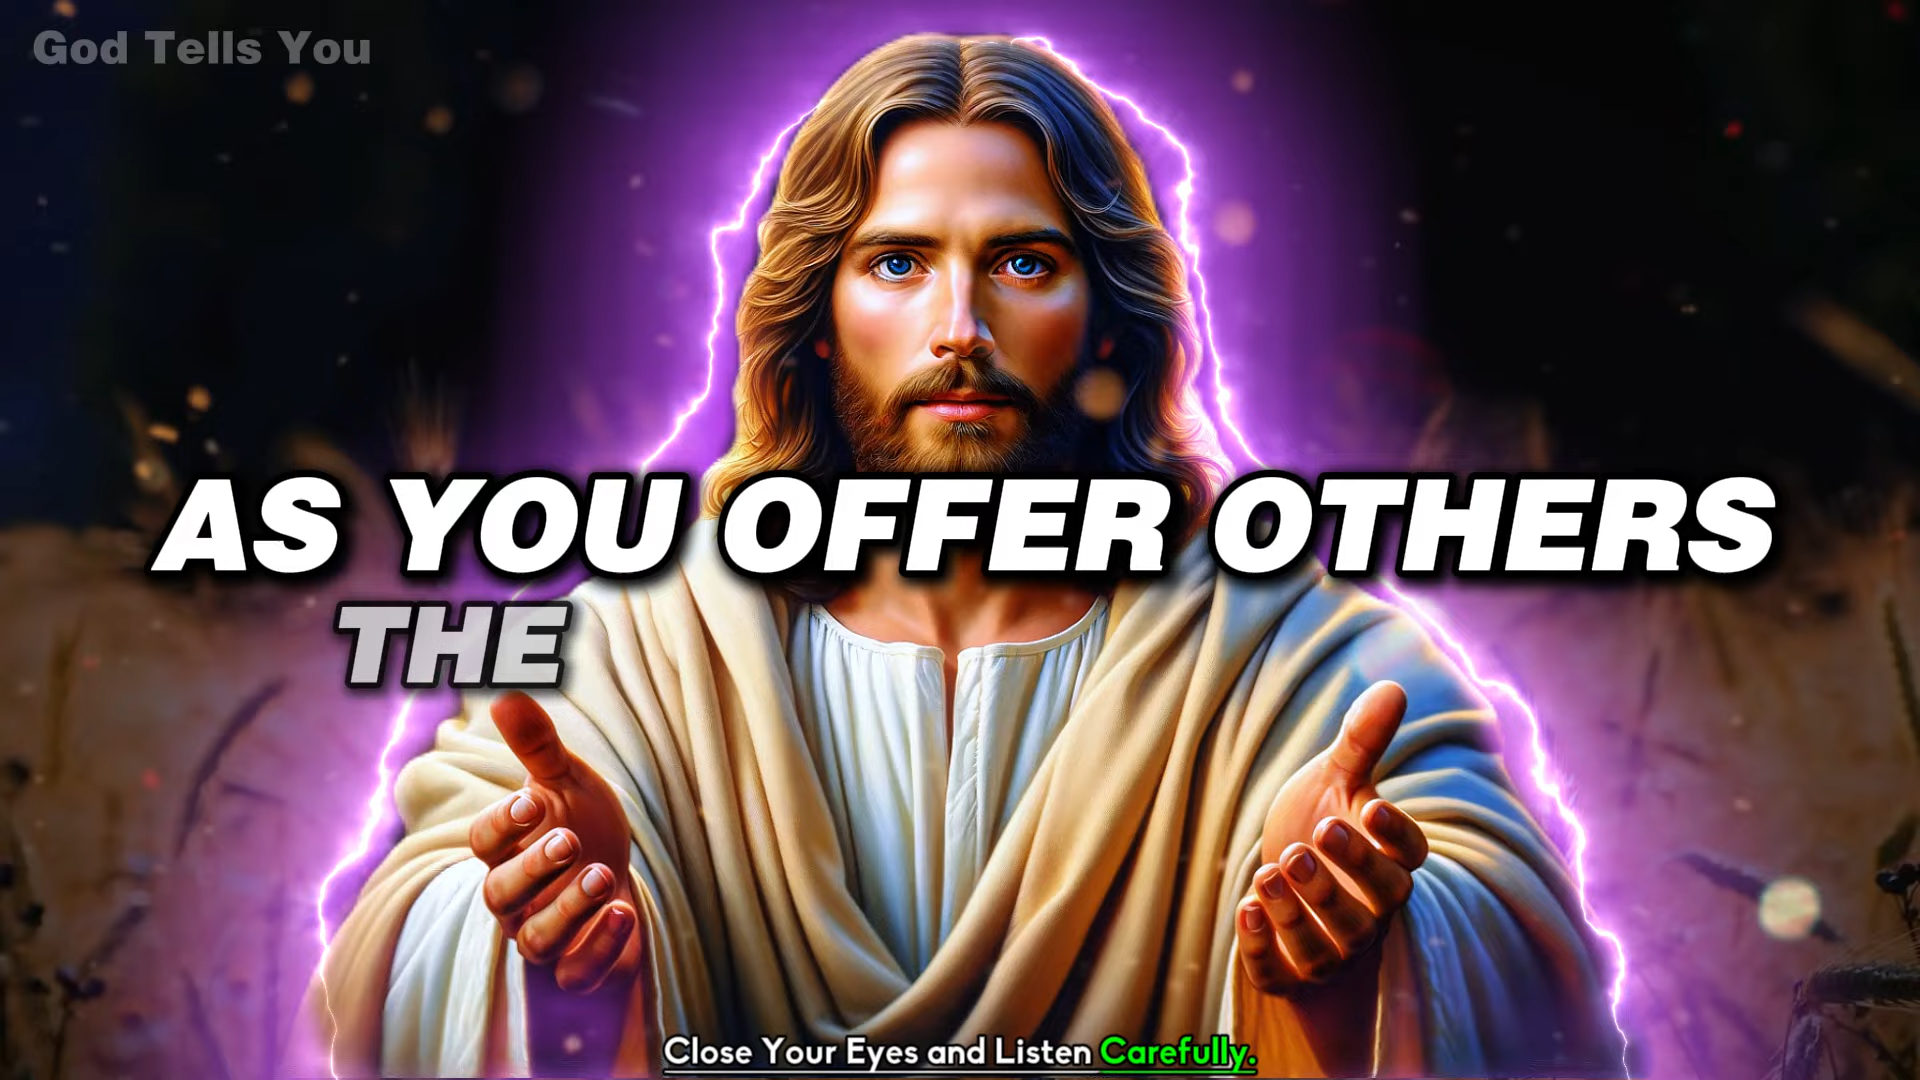 God Tells You
AS YOU OFFER OTHERS
THE
Close Your Eyes and Listen Carefully.